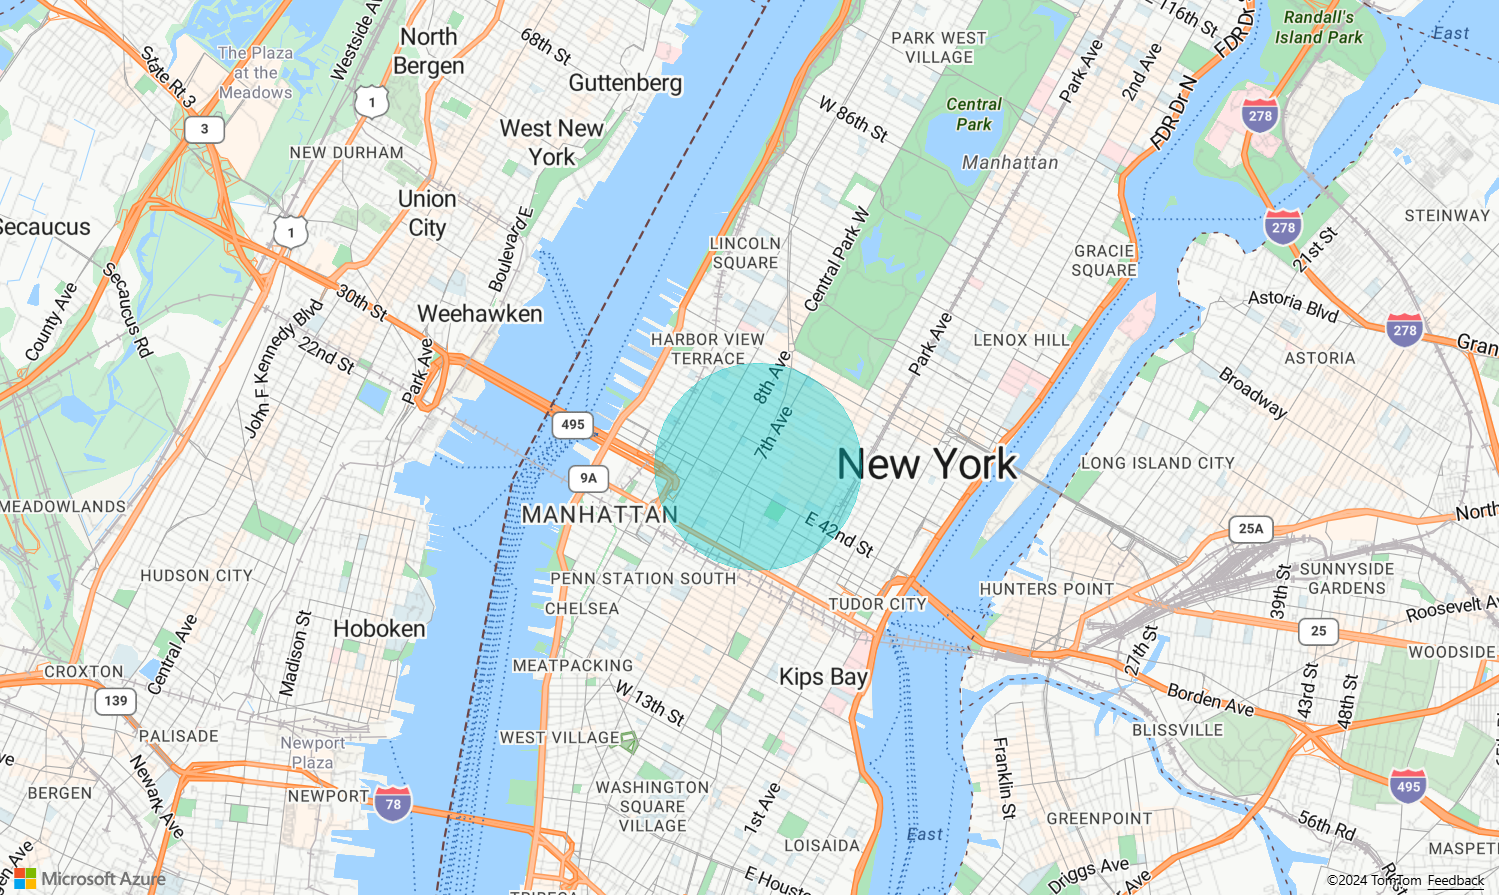 North
Bergen
Westside Av
68th St
The Plaza
at the
Meadows
State Rt 3
Guttenberg
1
3
West New
York
NEW DURHAM
Union
City
1
Secaucus
Boulevard E
Secaucus Rd
County Ave
30th St
Weehawken
22nd St
John F Kennedy Blvd
Park Ave
495
9A
MANHATTAN
MEADOWLANDS
HUDSON CITY
PENN STATION SOUTH
CHELSEA
Hoboken
Madison St
Central Ave
CROXTON
139
MEATPACKING
W 13th St
PALISADE
Newport
Plaza
WEST VILLAGE
Newark Ave
BERGEN
NEWPORT
78
WASHINGTON
SQUARE
VILLAGE
1st Ave
LOISAIDA
E Houst
TRIBECA
PARK WEST
VILLAGE
W 86th St
Central
Park
Manhattan
Park Ave
2nd Ave
E 116th St
FDR Dr
FDR Dr N
Randall's
Island Park
East
278
278
STEINWAY
21st St
LINCOLN
SQUARE
Central Park W
GRACIE
SQUARE
Astoria Blvd
278
Gran
HARBOR VIEW
TERRACE
Park Ave
LENOX HILL
ASTORIA
Broadway
8th Ave
7th Ave
New York
LONG ISLAND CITY
E 42nd St
25A
North
SUNNYSIDE
GARDENS
39th St
HUNTERS POINT
TUDOR CITY
Roosevelt Av
25
27th St
WOODSIDE
Kips Bay
43rd St
48th St
Borden Ave
BLISSVILLE
Franklin St
495
GREENPOINT
56th Rd
East
MASPETH
Driggs Ave
Microsoft Azure
©2024 TomTom Feedback